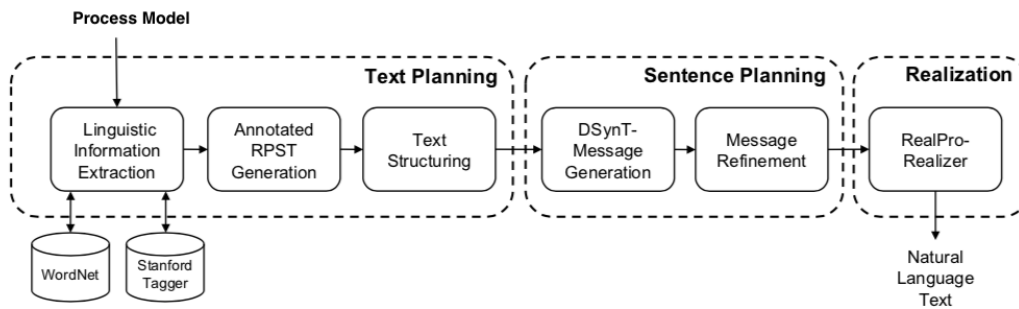 Process Model
Text Planning
Sentence Planning
Realization
Linguistic
Information
Extraction
Annotated
RPST
Generation
Text
Structuring
DSynT-
Message
Generation
Message
Refinement
RealPro-
Realizer
WordNet
Stanford
Tagger
Natural
Language
Text